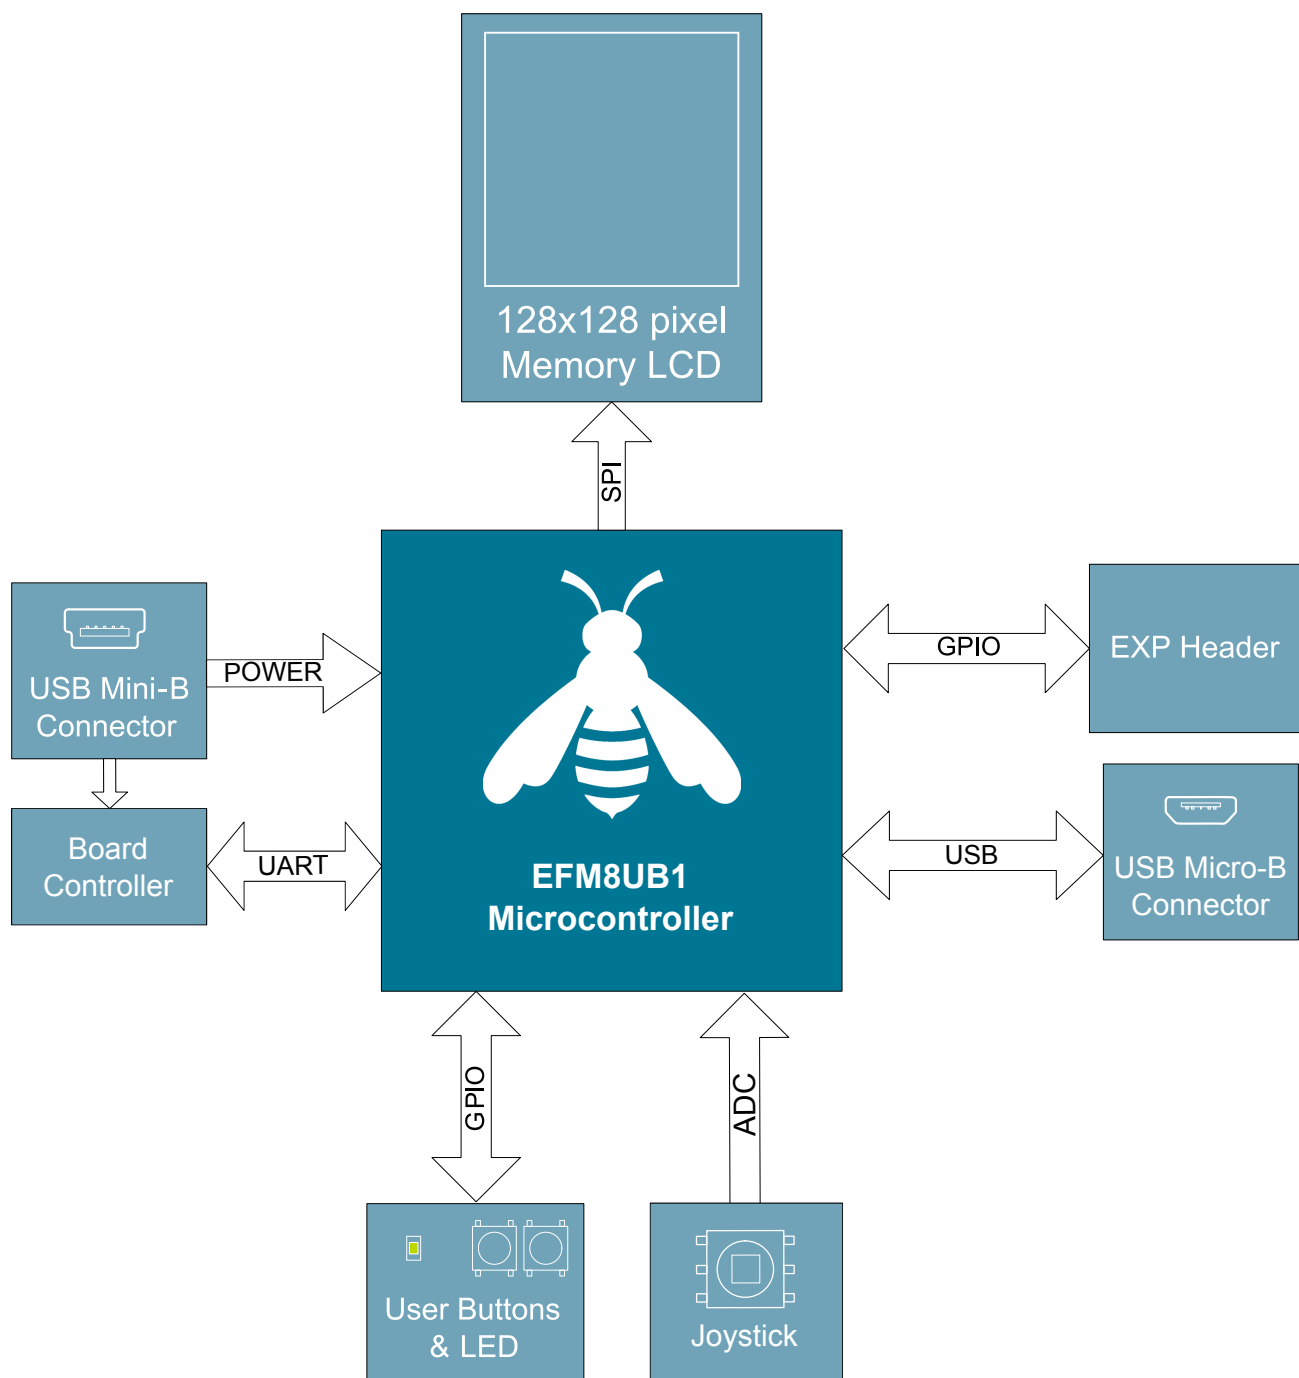 128x128 pixel
Memory LCD
SPI
USB Mini-B
Connector
POWER
GPIO
EXP Header
Board
Controller
UART
EFM8UB1
Microcontroller
USB
USB Micro-B
Connector
GPIO
ADC
User Buttons
& LED
Joystick